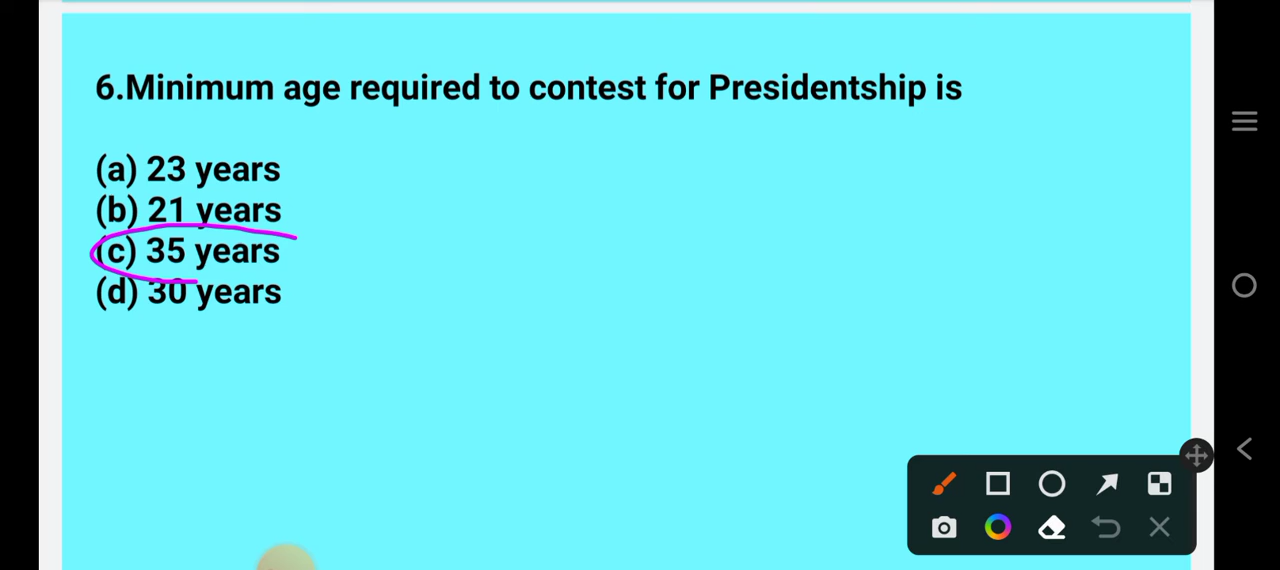 6.Minimum age required to contest for Presidentship is
(a) 23 years
(b) 21 years
(c) 35 years
(d) 30 years